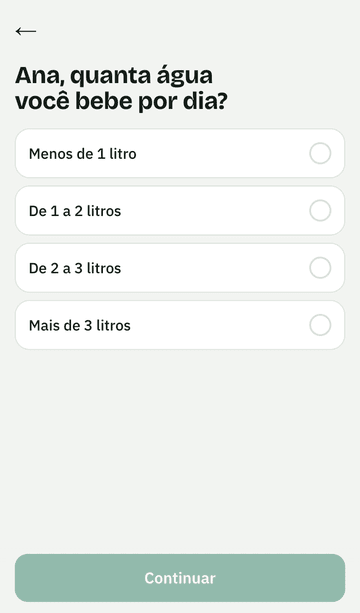 Ana, quanta água
você bebe por dia?
Menos de 1 litro
De 1 a 2 litros
De 2 a 3 litros
Mais de 3 litros
Continuar